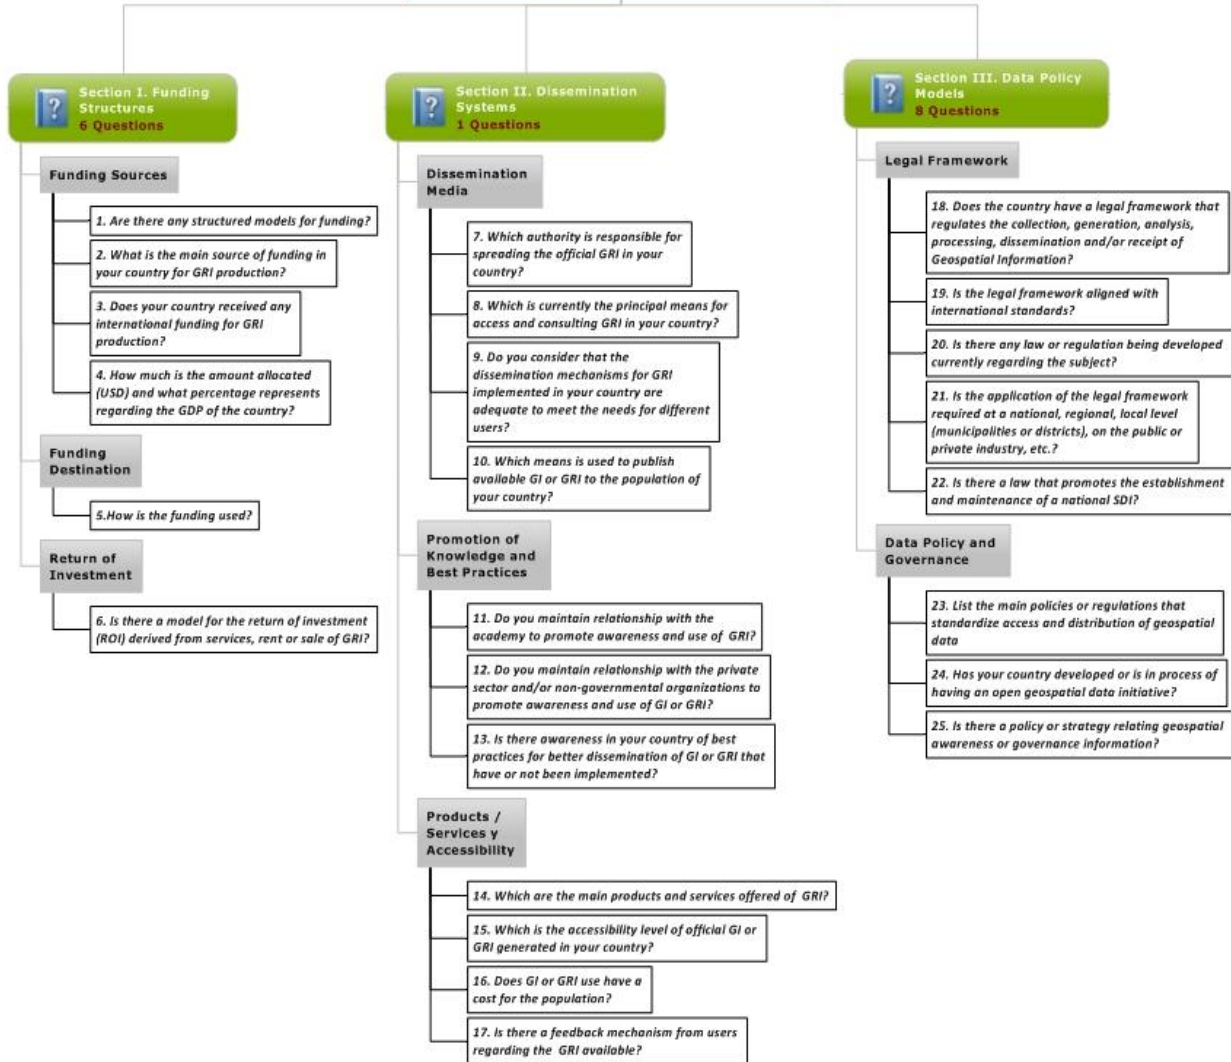 Section I. Funding
Structures
6 Questions
Funding Sources
1. Are there any structured models for funding?
2. What is the main source of funding in
your country for GRI production?
3. Does your country received any
international funding for GRI
production?
4. How much is the amount allocated
(USD) and what percentage represents
regarding the GDP of the country?
Funding
Destination
5.How is the funding used?
Return of
Investment
6. Is there a model for the return of investment
(ROI) derived from services, rent or sale of GRI?
Section II. Dissemination
Systems
1 Questions
Dissemination
Media
7. Which authority is responsible for
spreading the official GRI in your
country?
8. Which is currently the principal means for
access and consulting GRI in your country?
9. Do you consider that the
dissemination mechanisms for GRI
implemented in your country are
adequate to meet the needs for different
users?
10. Which means is used to publish
available GI or GRI to the population of
your country?
Promotion of
Knowledge and
Best Practices
11. Do you maintain relationship with the
academy to promote awareness and use of GRI?
12. Do you maintain relationship with the private
sector and/or non-governmental organizations to
promote awareness and use of GI or GRI?
13. Is there awareness in your country of best
practices for better dissemination of GI or GRI that
have or not been implemented?
Products /
Services y
Accessibility
14. Which are the main products and services offered of GRI?
15. Which is the accessibility level of official GI or
GRI generated in your country?
16. Does GI or GRI use have a
cost for the population?
17. Is there a feedback mechanism from users
regarding the GRI available?
Section III. Data Policy
Models
8 Questions
Legal Framework
18. Does the country have a legal framework that
regulates the collection, generation, analysis,
processing, dissemination and/or receipt of
Geospatial Information?
19. Is the legal framework aligned with
international standards?
20. Is there any law or regulation being developed
currently regarding the subject?
21. Is the application of the legal framework
required at a national, regional, local level
(municipalities or districts), on the public or
private industry, etc.?
22. Is there a law that promotes the establishment
and maintenance of a national SDI?
Data Policy and
Governance
23. List the main policies or regulations that
standardize access and distribution of geospatial
data
24. Has your country developed or is in process of
having an open geospatial data initiative?
25. Is there a policy or strategy relating geospatial
awareness or governance information?